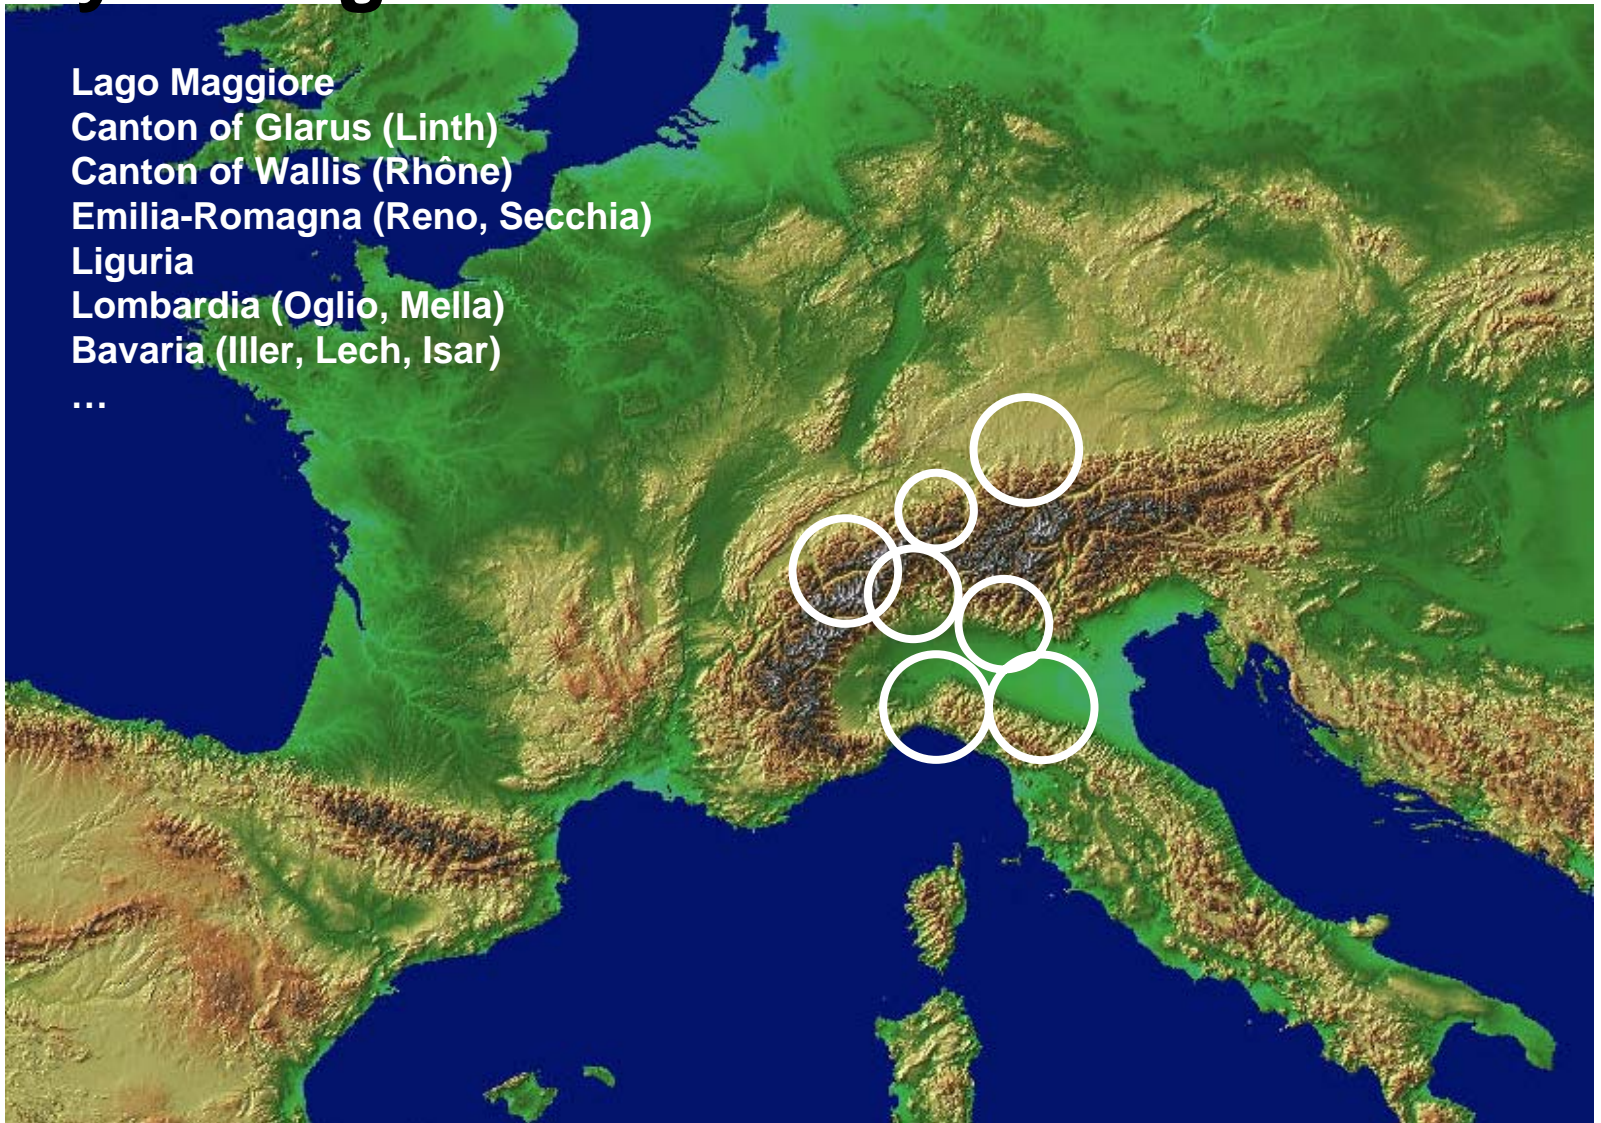 Lago Maggiore
Canton of Glarus (Linth)
Canton of Wallis (Rhône)
Emilia-Romagna (Reno, Secchia)
Liguria
Lombardia (Oglio, Mella)
Bavaria (Iller, Lech, Isar)
…